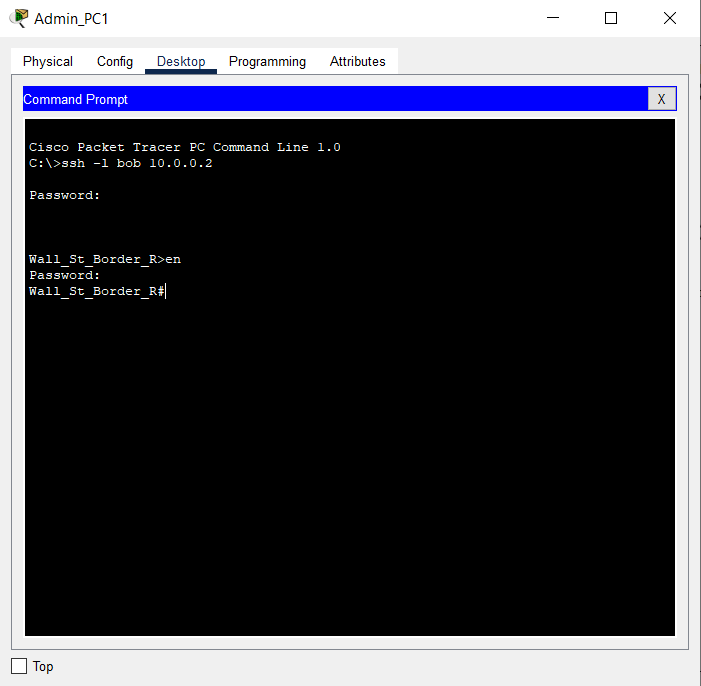 Admin_PC1
Physical Config Desktop Programming Attributes
Command Prompt X
Cisco Packet Tracer PC Command Line 1.0
C:\>ssh -l bob 10.0.0.2
Password:
Wall_St_Border_R>en
Password:
Wall_St_Border_R#
Top